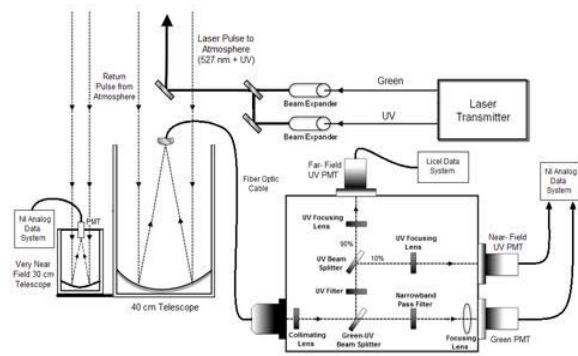 Laser Pulse to
Atmosphere
(527 nm + UV)
Return
Pulse from
Atmosphere
Green
Beam Expander
UV
Beam Expander
Laser
Transmitter
Far- Field
UV PMT
Licel Data
System
NI Analog
Data
System
Fiber Optic
Cable
NI Analog
Data
System
PMT
Very Near
Field 30 cm
Telescope
40 cm Telescope
UV Focusing
Lens
90%
UV Focusing
Lens
UV Beam
Splitter
10%
Near- Field
UV PMT
UV Filter
Narrowband
Pass Filter
Collimating
Lens
Green-UV
Beam Splitter
Focusing
Lens
Green PMT